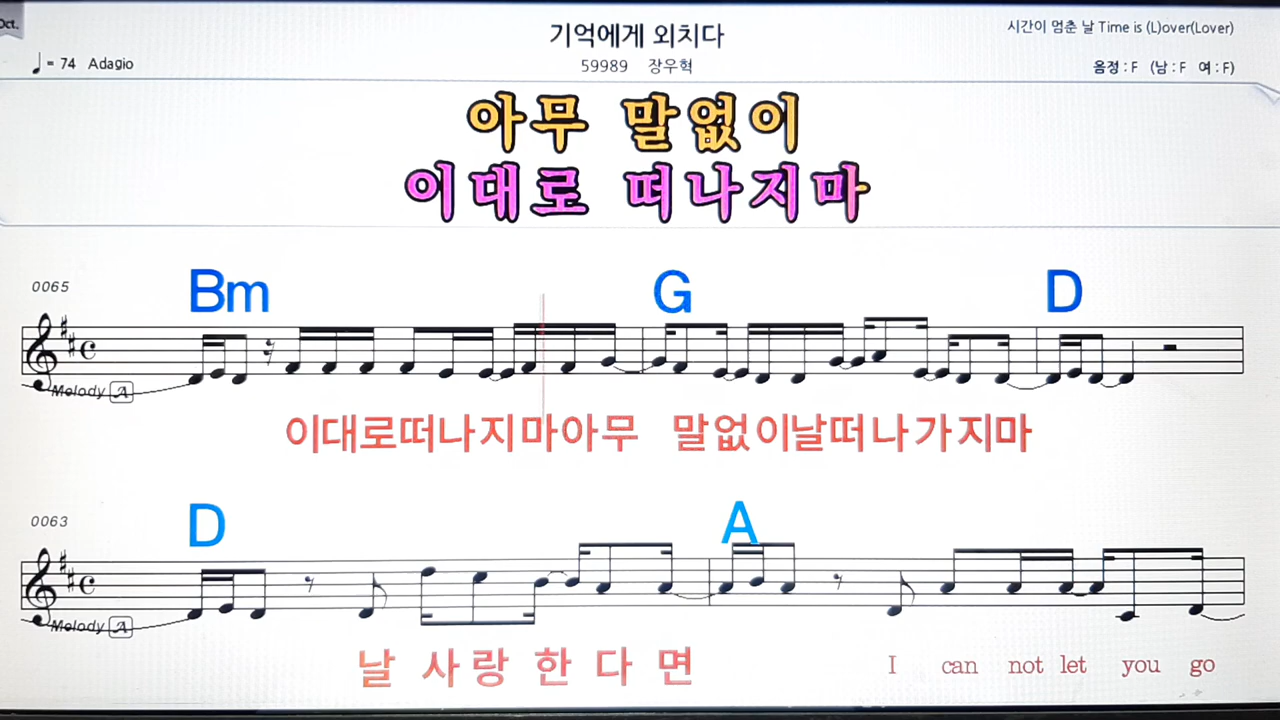 Oct.
기억에게 외치다
시간이 멈춘 날 Time is (L)over(Lover)
♩= 74 Adagio
59989 장우혁
음정 : F (남 : F 여 : F)
아무 말없이
이대로 떠나지마
0065
Bm G D
Melody A
이대로떠나지마아무 말없이날떠나가지마
0063
D A
Melody A
날 사랑 한 다 면 I can not let you go